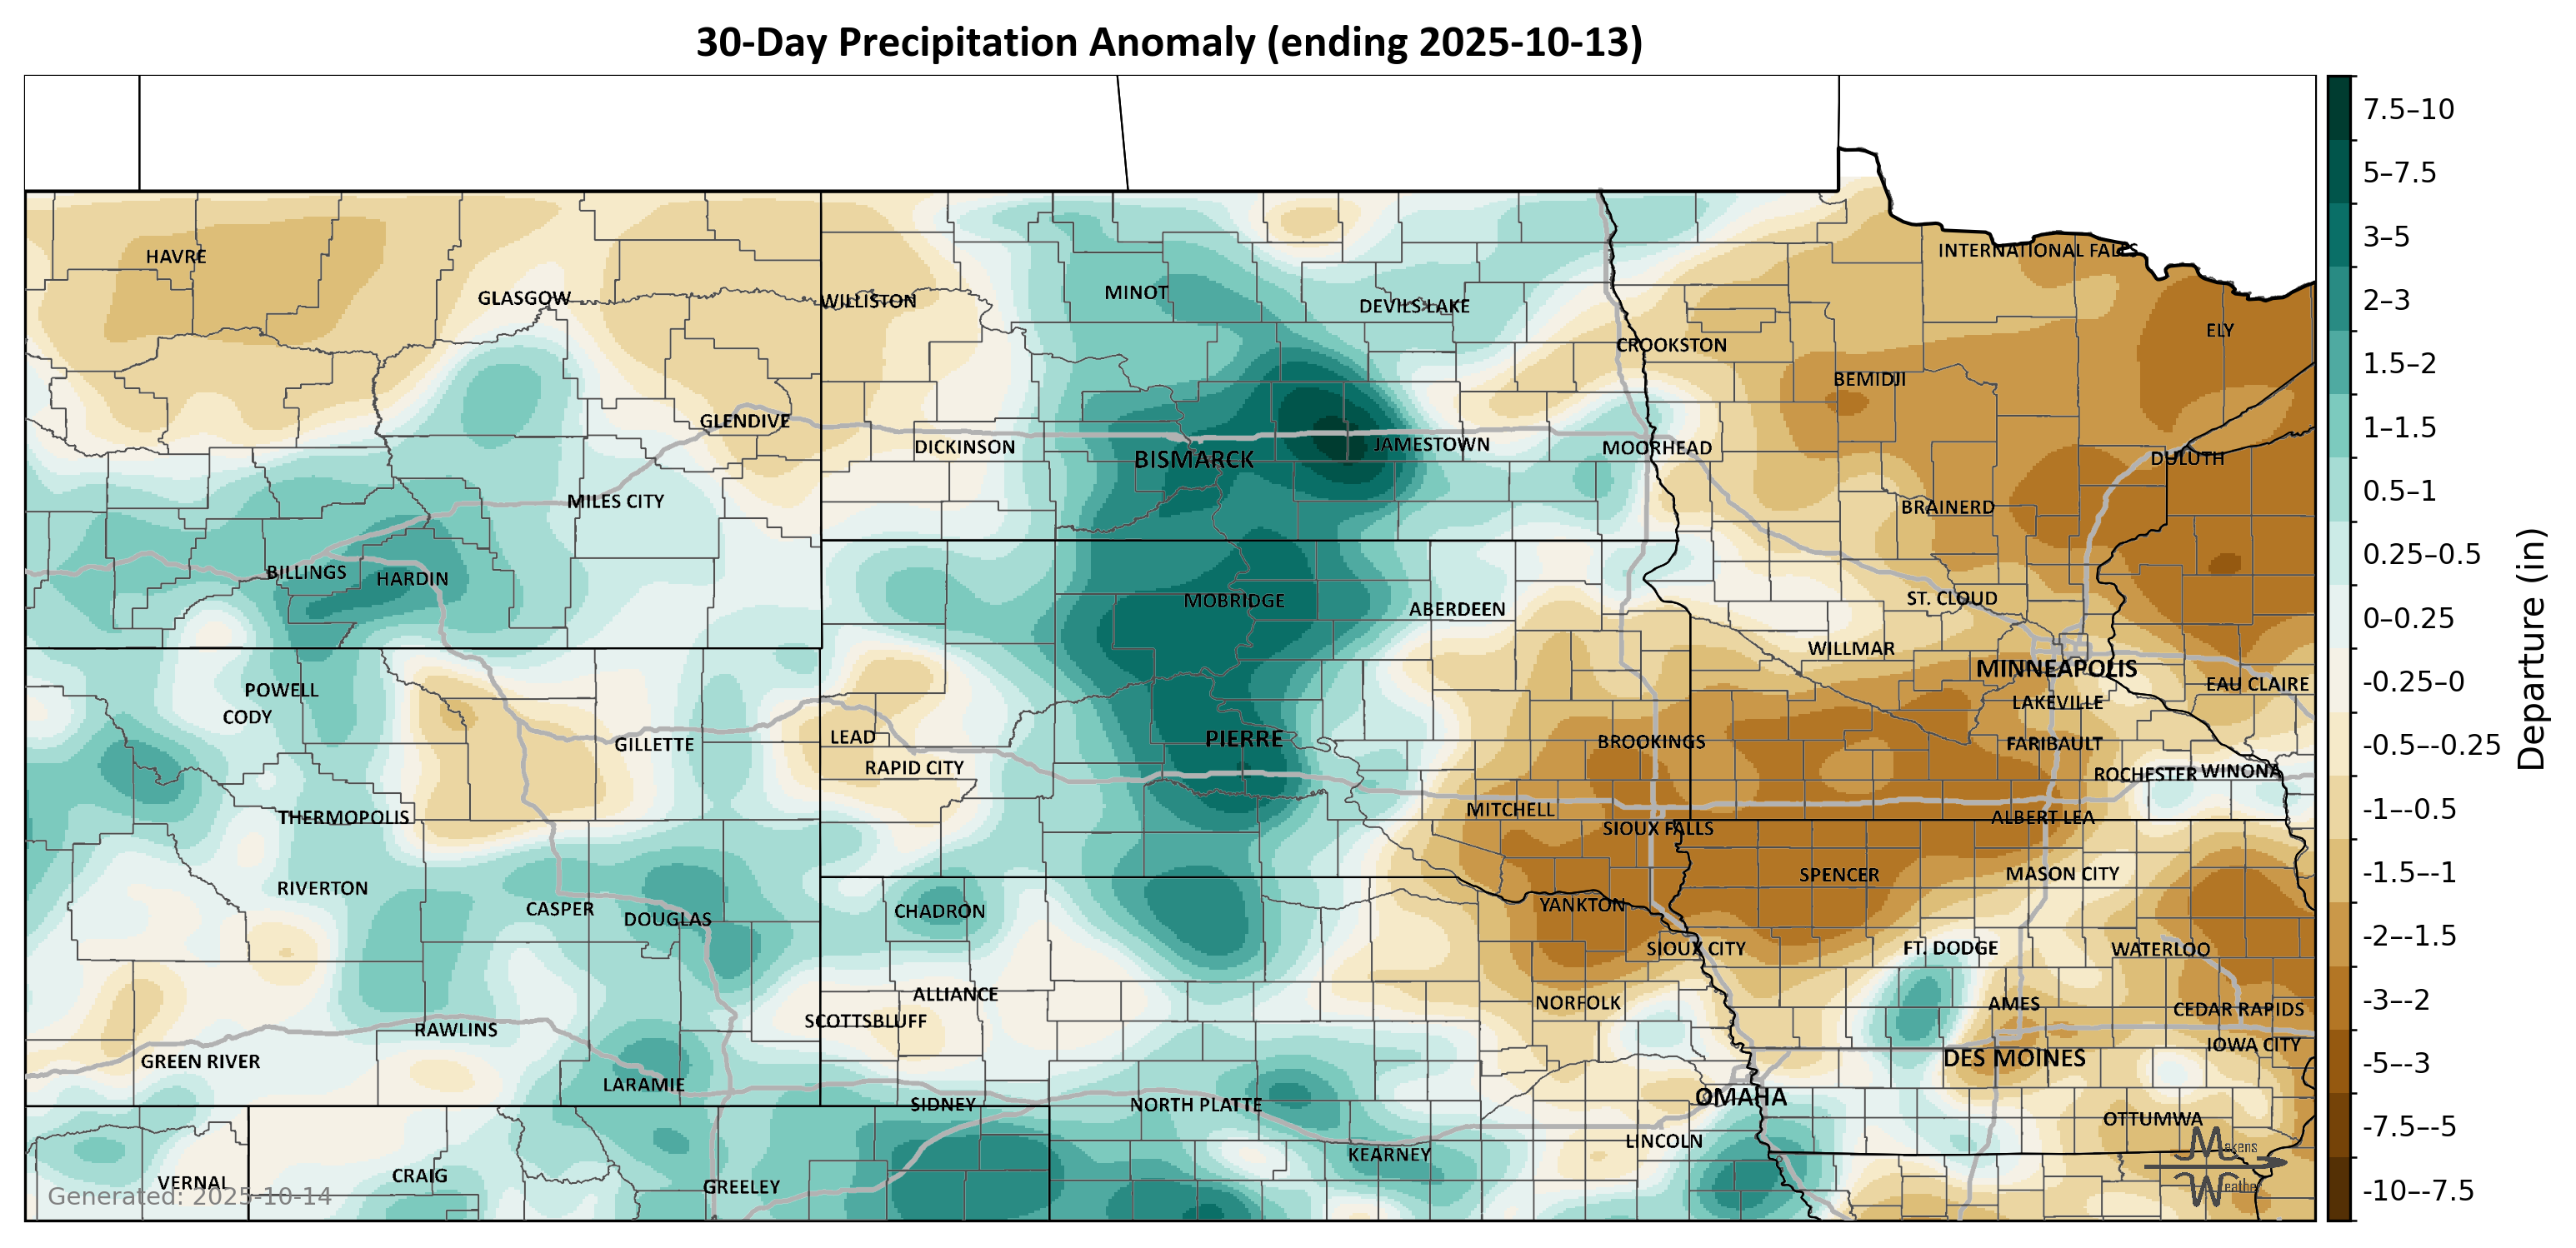 30-Day Precipitation Anomaly (ending 2025-10-13)
HAVRE
GLASGOW
WILLISTON
MINOT
DEVILS LAKE
INTERNATIONAL FALLS
ELY
CROOKSTON
BEMIDJI
GLENDIVE
DICKINSON
BISMARCK
JAMESTOWN
MOORHEAD
DULUTH
MILES CITY
BRAINERD
BILLINGS
HARDIN
MOBRIDGE
ABERDEEN
ST. CLOUD
WILLMAR
MINNEAPOLIS
EAU CLAIRE
LAKEVILLE
POWELL
CODY
GILLETTE
LEAD
RAPID CITY
PIERRE
BROOKINGS
FARIBAULT
ROCHESTER
WINONA
THERMOPOLIS
MITCHELL
SIOUX FALLS
ALBERT LEA
RIVERTON
CASPER
DOUGLAS
CHADRON
YANKTON
SPENCER
MASON CITY
SIOUX CITY
FT. DODGE
WATERLOO
ALLIANCE
NORFOLK
AMES
CEDAR RAPIDS
SCOTTSBLUFF
RAWLINS
GREEN RIVER
DES MOINES
IOWA CITY
LARAMIE
SIDNEY
NORTH PLATTE
OMAHA
OTTUMWA
LINCOLN
KEARNEY
VERNAL
CRAIG
GREELEY
Generated: 2025-10-14
Makens
Weather
7.5–10
5–7.5
3–5
2–3
1.5–2
1–1.5
0.5–1
0.25–0.5
0–0.25
-0.25–0
-0.5–-0.25
-1–-0.5
-1.5–-1
-2–-1.5
-3–-2
-5–-3
-7.5–-5
-10–-7.5
Departure (in)